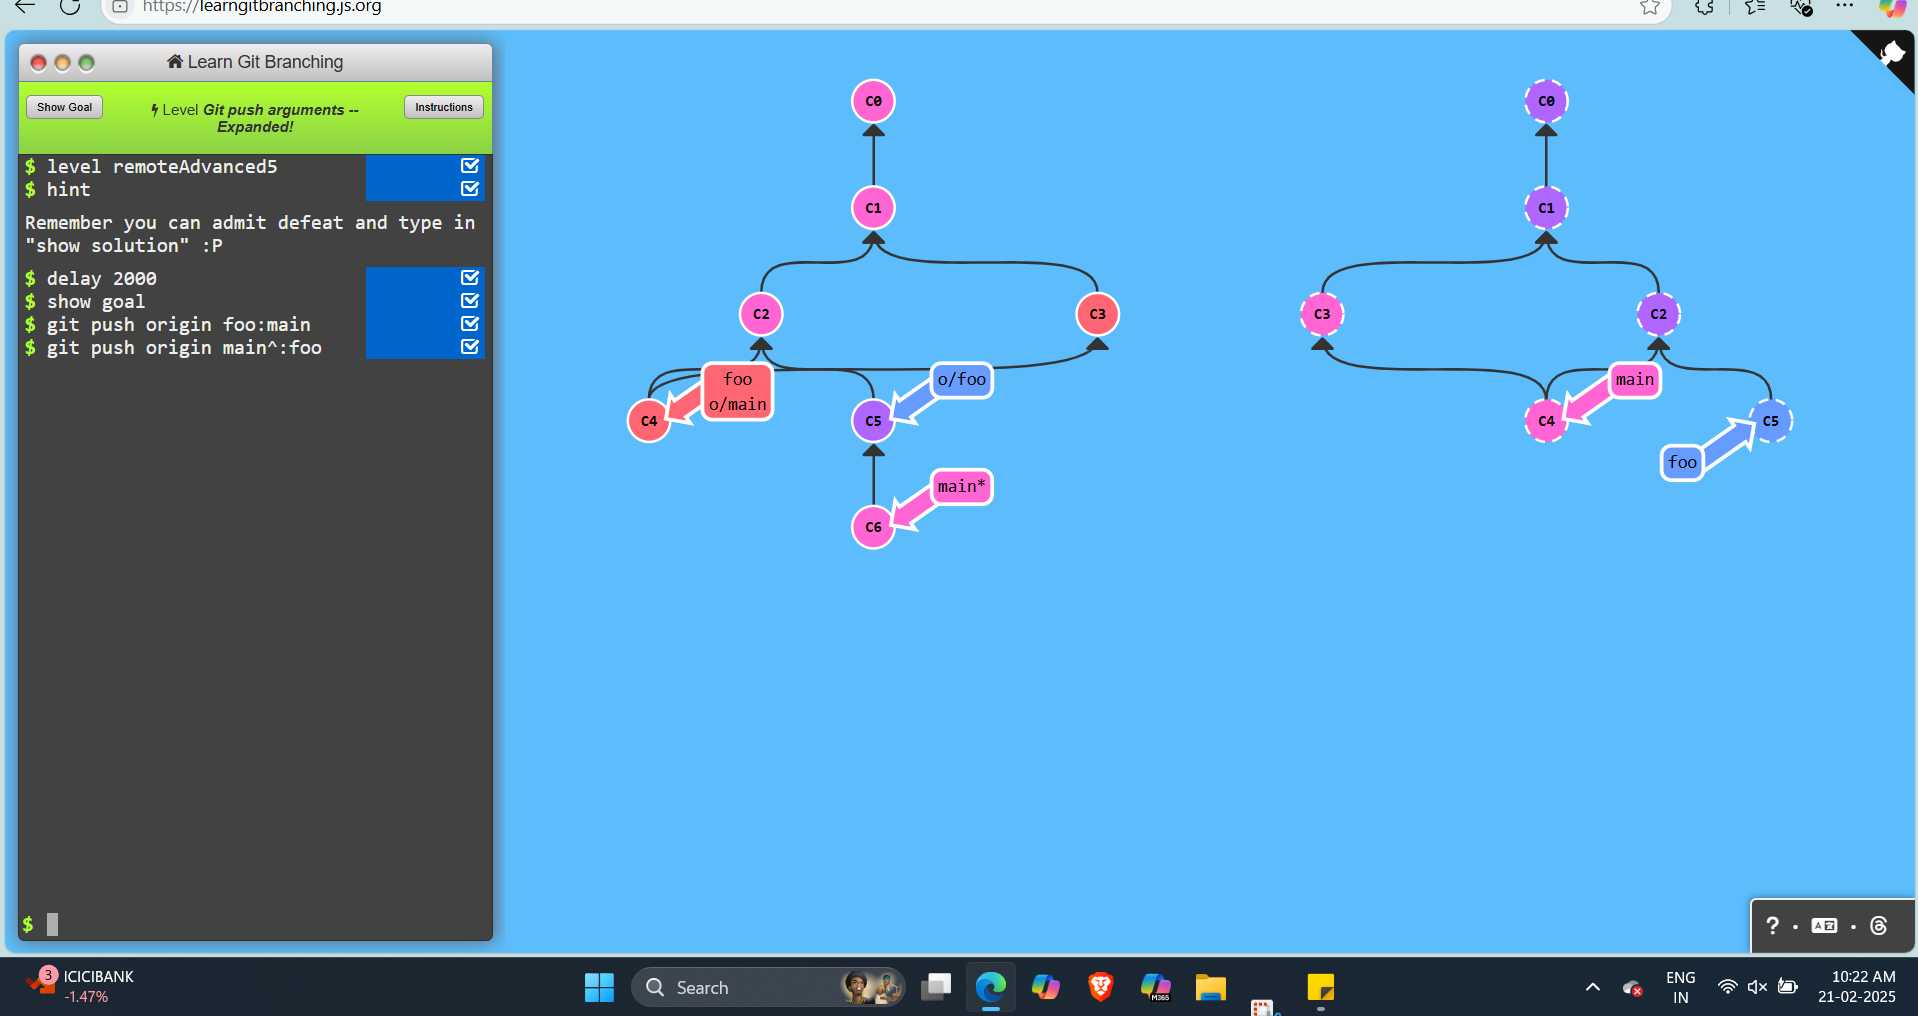 https://learngitbranching.js.org
Learn Git Branching
Show Goal
Level Git push arguments --
Expanded!
Instructions
$ level remoteAdvanced5
$ hint
Remember you can admit defeat and type in
"show solution" :P
$ delay 2000
$ show goal
$ git push origin foo:main
$ git push origin main^:foo
$
C0
C1
C2
C3
foo
o/main
C4
o/foo
C5
main*
C6
C0
C1
C3
C2
main
C4
C5
foo
?
3
ICICIBANK
-1.47%
Search
M365
ENG
IN
10:22 AM
21-02-2025